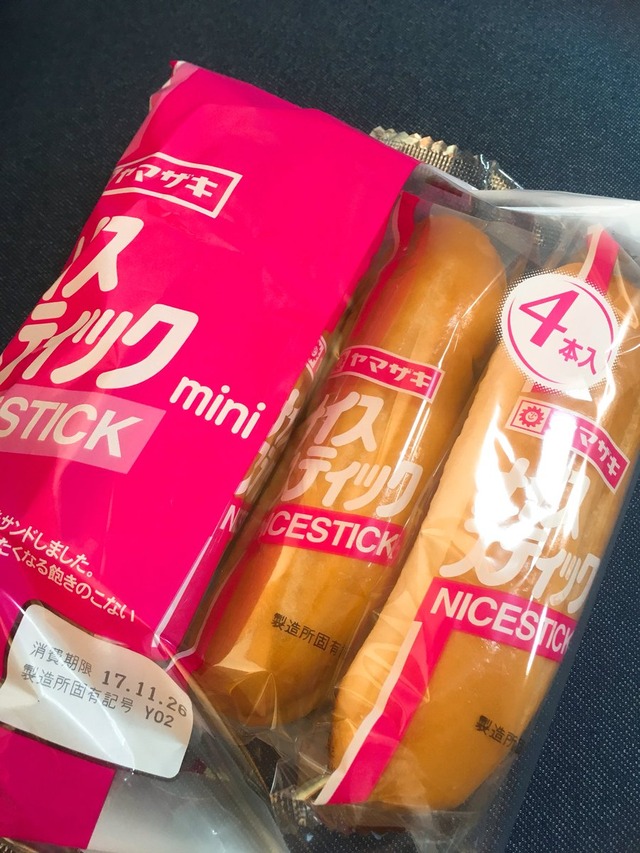 ヤマザキ
イス
ティック
mini
STICK
サンドしました。
たくなる飽きのこない
消費期限 17.11.26
製造所固有記号 Y02
ヤマザキ
イス
スティック
NICESTICK
製造所固有
4本入
ヤマザキ
ナイス
スティック
NICESTICK
製造所